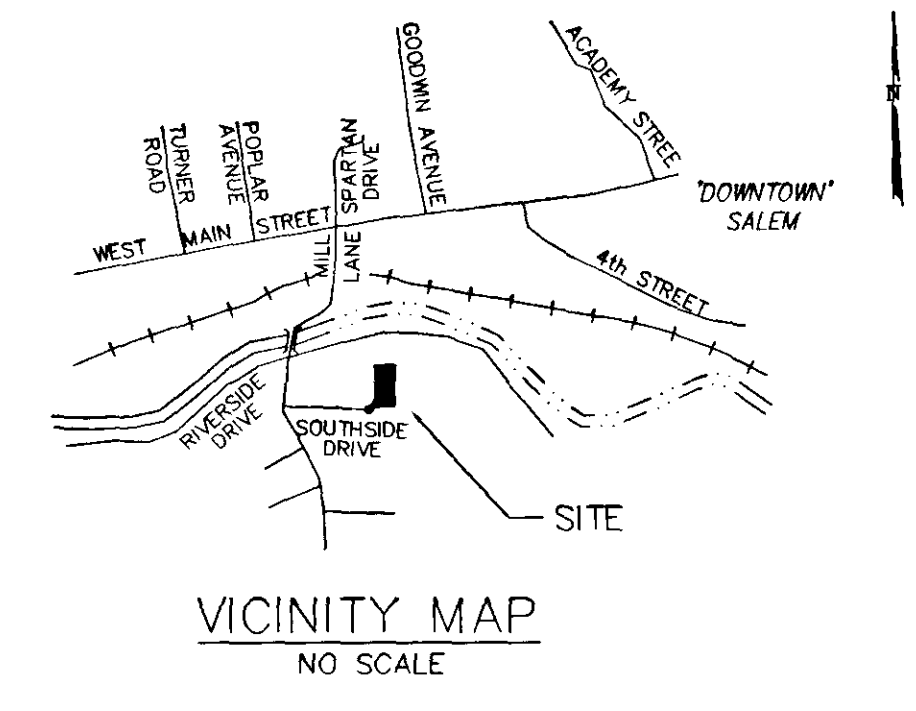 GOODWIN AVENUE
ACADEMY STREE
N
TURNER
ROAD
POPLAR
AVENUE
SPARTAN
DRIVE
'DOWNTOWN'
SALEM
WEST MAIN STREET
MILL
LANE
4th STREET
RIVERSIDE
DRIVE
SOUTHSIDE
DRIVE
SITE
VICINITY MAP
NO SCALE